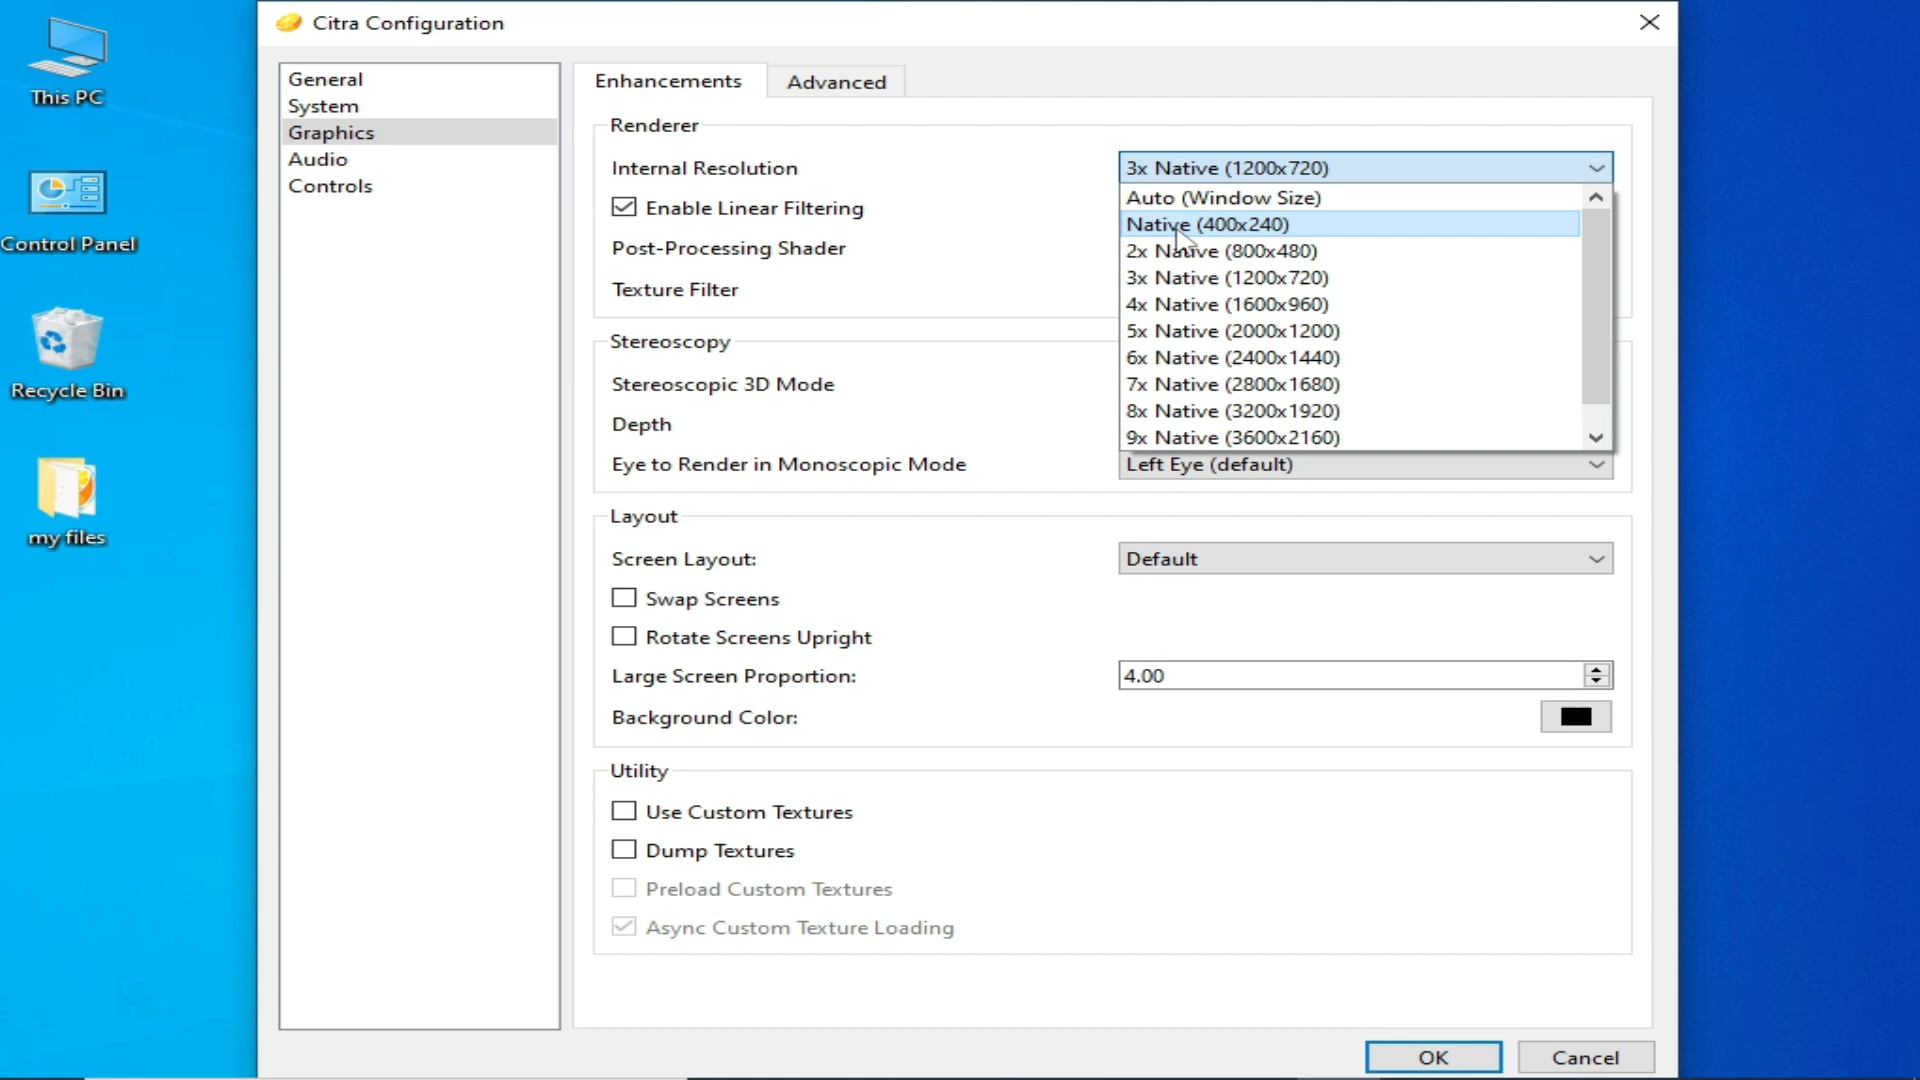 This PC
Control Panel
Recycle Bin
my files
Citra Configuration
General
System
Graphics
Audio
Controls
Enhancements
Advanced
Renderer
Internal Resolution
3x Native (1200x720)
Auto (Window Size)
Native (400x240)
2x Native (800x480)
3x Native (1200x720)
4x Native (1600x960)
5x Native (2000x1200)
6x Native (2400x1440)
7x Native (2800x1680)
8x Native (3200x1920)
9x Native (3600x2160)
Enable Linear Filtering
Post-Processing Shader
Texture Filter
Stereoscopy
Stereoscopic 3D Mode
Depth
Eye to Render in Monoscopic Mode
Left Eye (default)
Layout
Screen Layout:
Default
Swap Screens
Rotate Screens Upright
Large Screen Proportion:
4.00
Background Color:
Utility
Use Custom Textures
Dump Textures
Preload Custom Textures
Async Custom Texture Loading
OK
Cancel